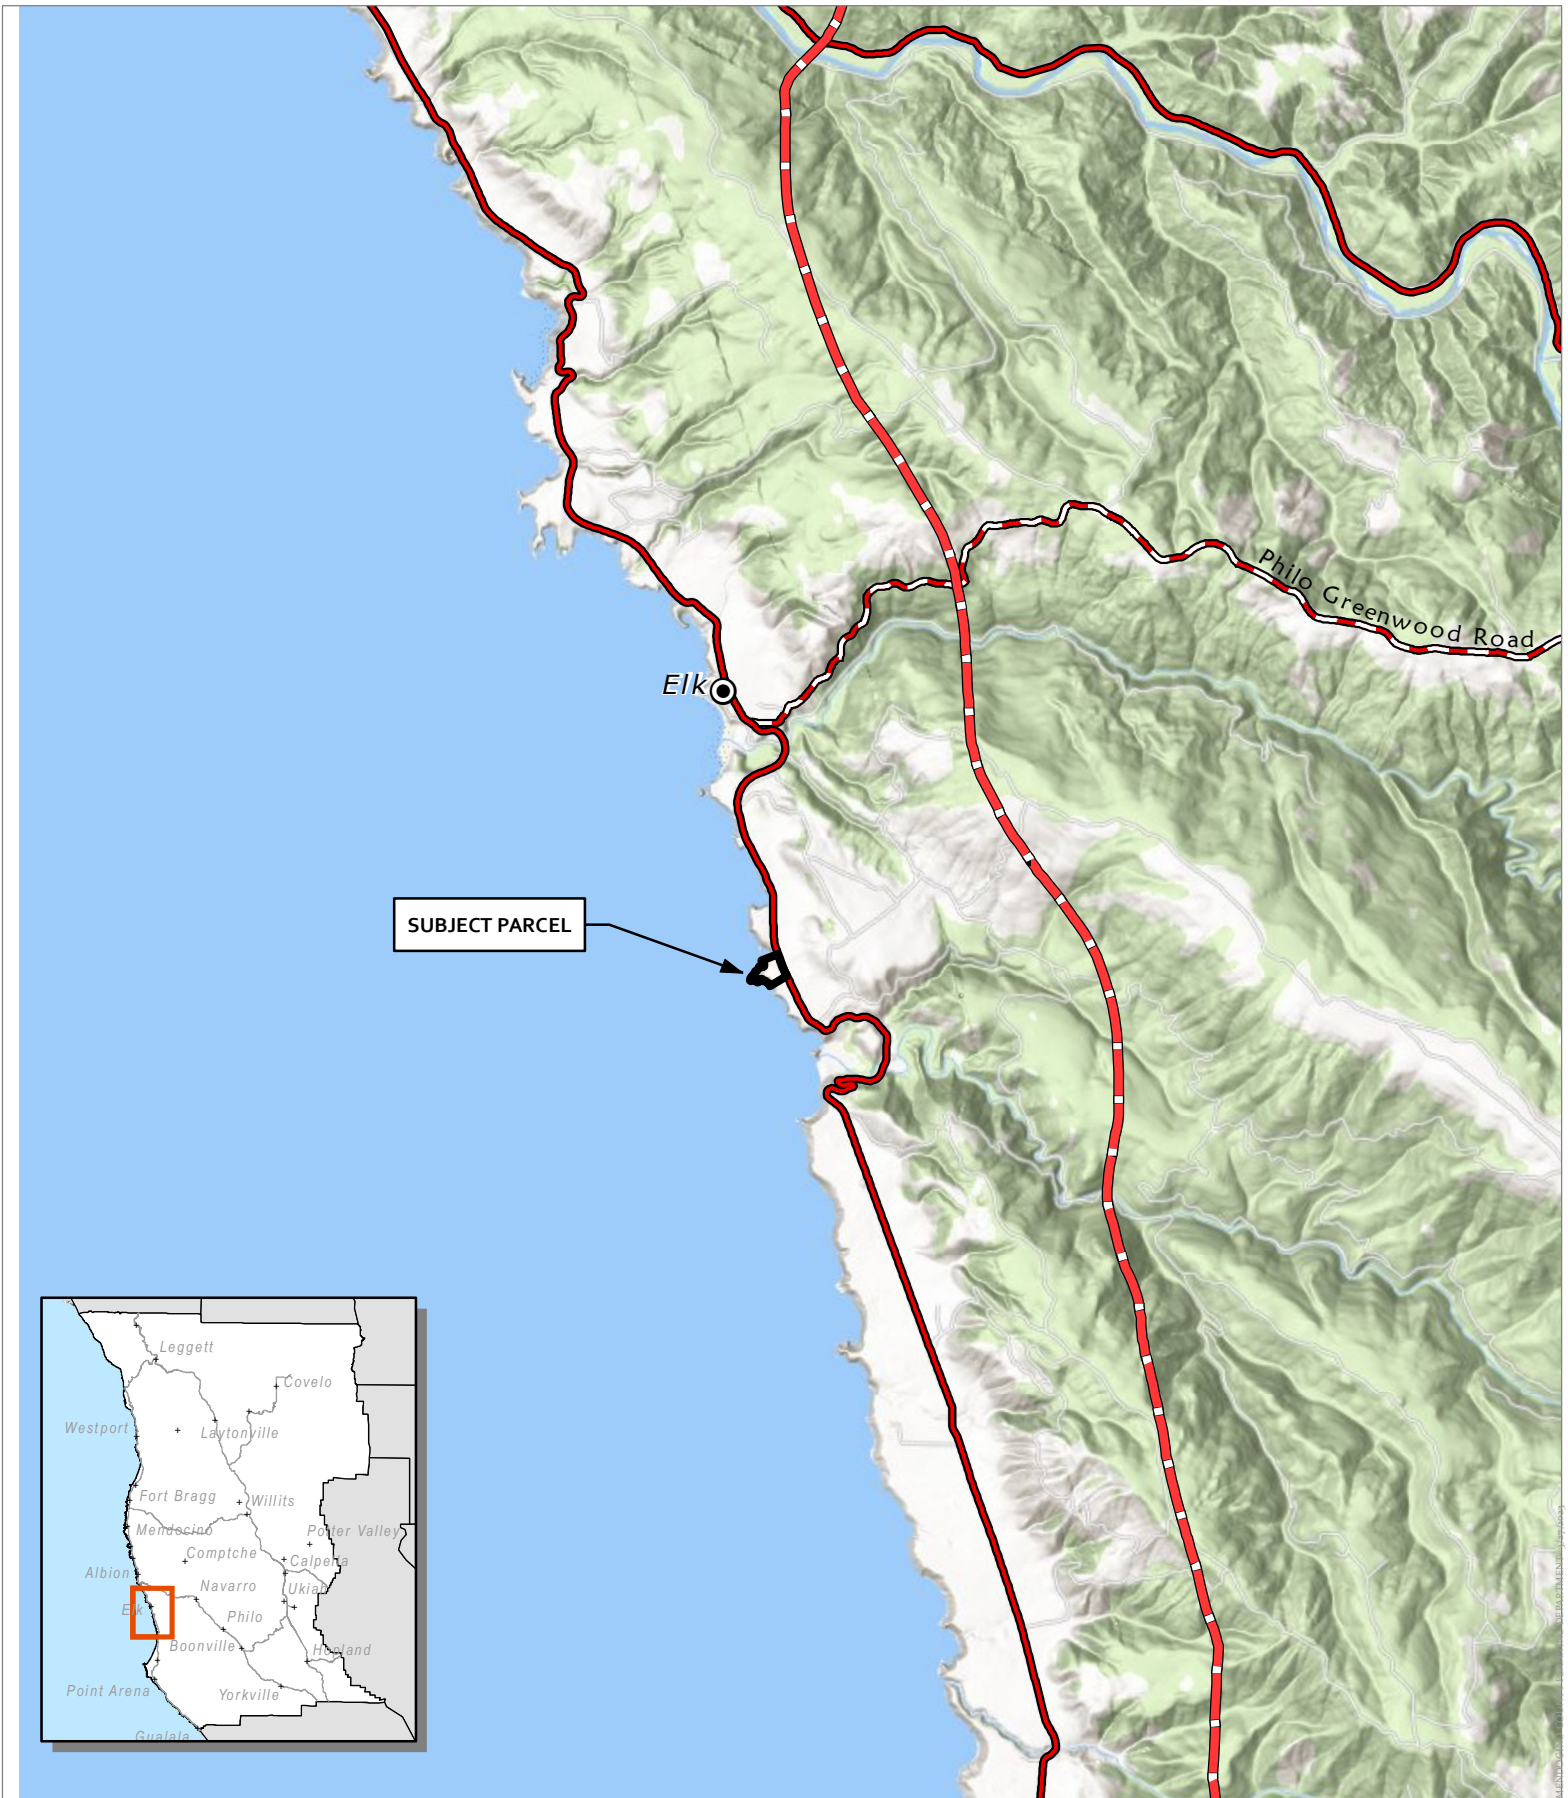 Philo Greenwood Road
Elk
SUBJECT PARCEL
Leggett
Covelo
Westport
Laytonville
Fort Bragg
Willits
Mendocino
Potter Valley
Comptche
Calpella
Albion
Navarro
Ukiah
Elk
Philo
Boonville
Hopland
Point Arena
Yorkville
Gualala